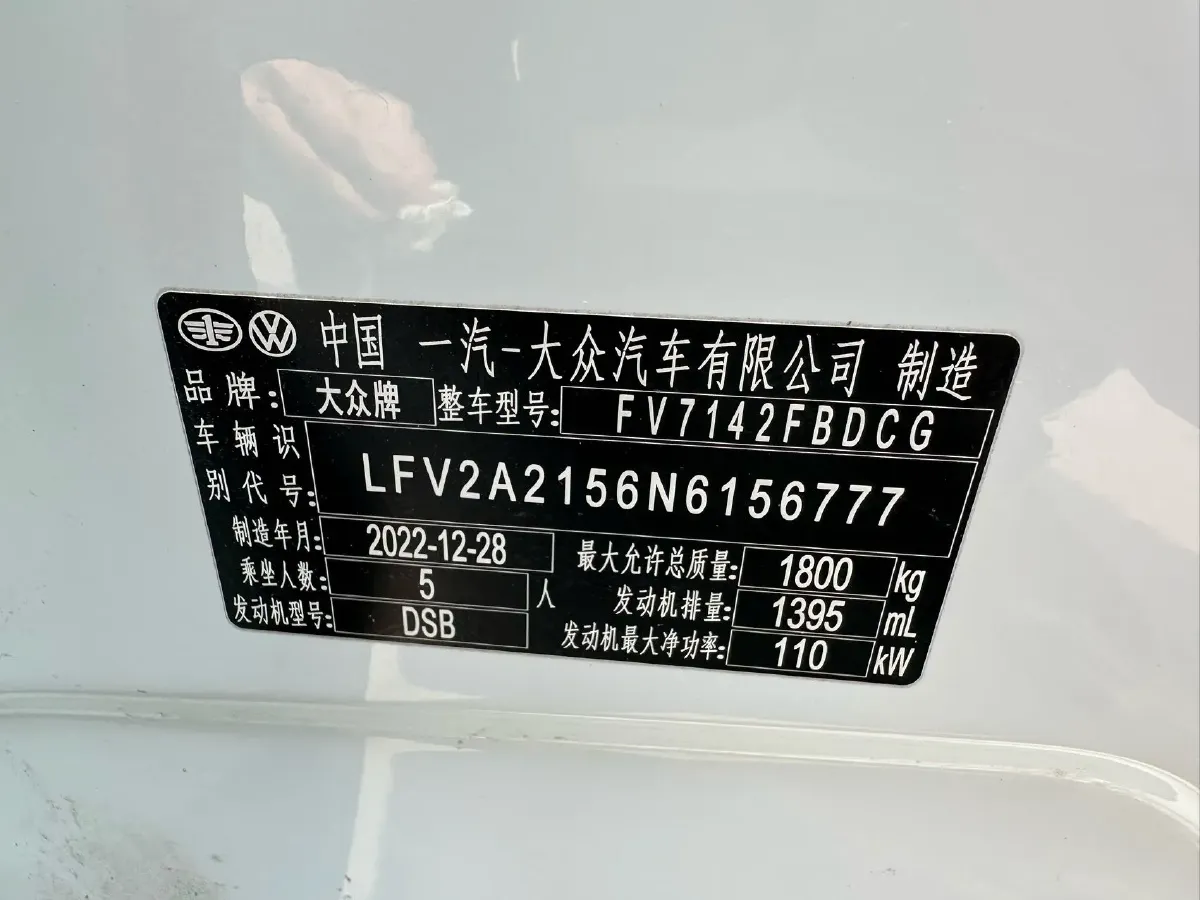 中国 一汽-大众汽车有限公司 制造
品牌: 大众牌 整车型号: FV7142FBDCG
车辆识别代号: LFV2A2156N6156777
制造年月: 2022-12-28 最大允许总质量: 1800 kg
乘坐人数: 5 人 发动机排量: 1395 mL
发动机型号: DSB 发动机最大净功率: 110 kW